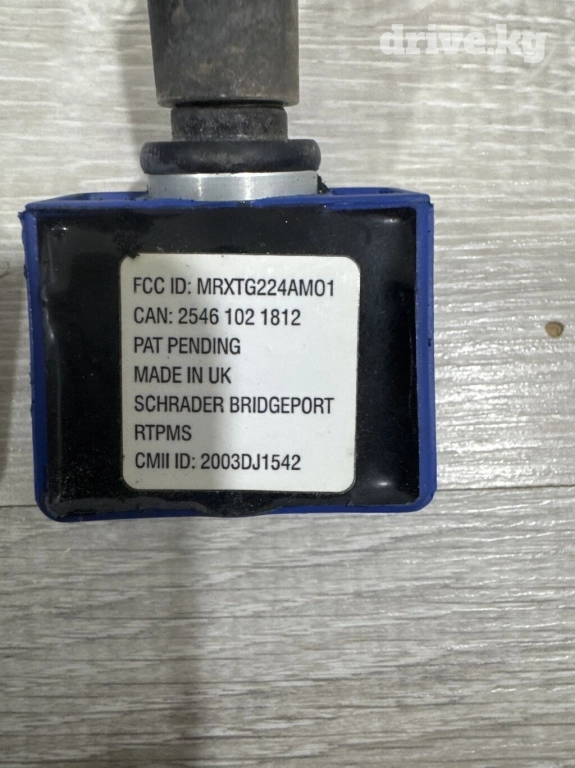 drive.kg
FCC ID: MRXTG224AM01
CAN: 2546 102 1812
PAT PENDING
MADE IN UK
SCHRADER BRIDGEPORT
RTPMS
CMII ID: 2003DJ1542